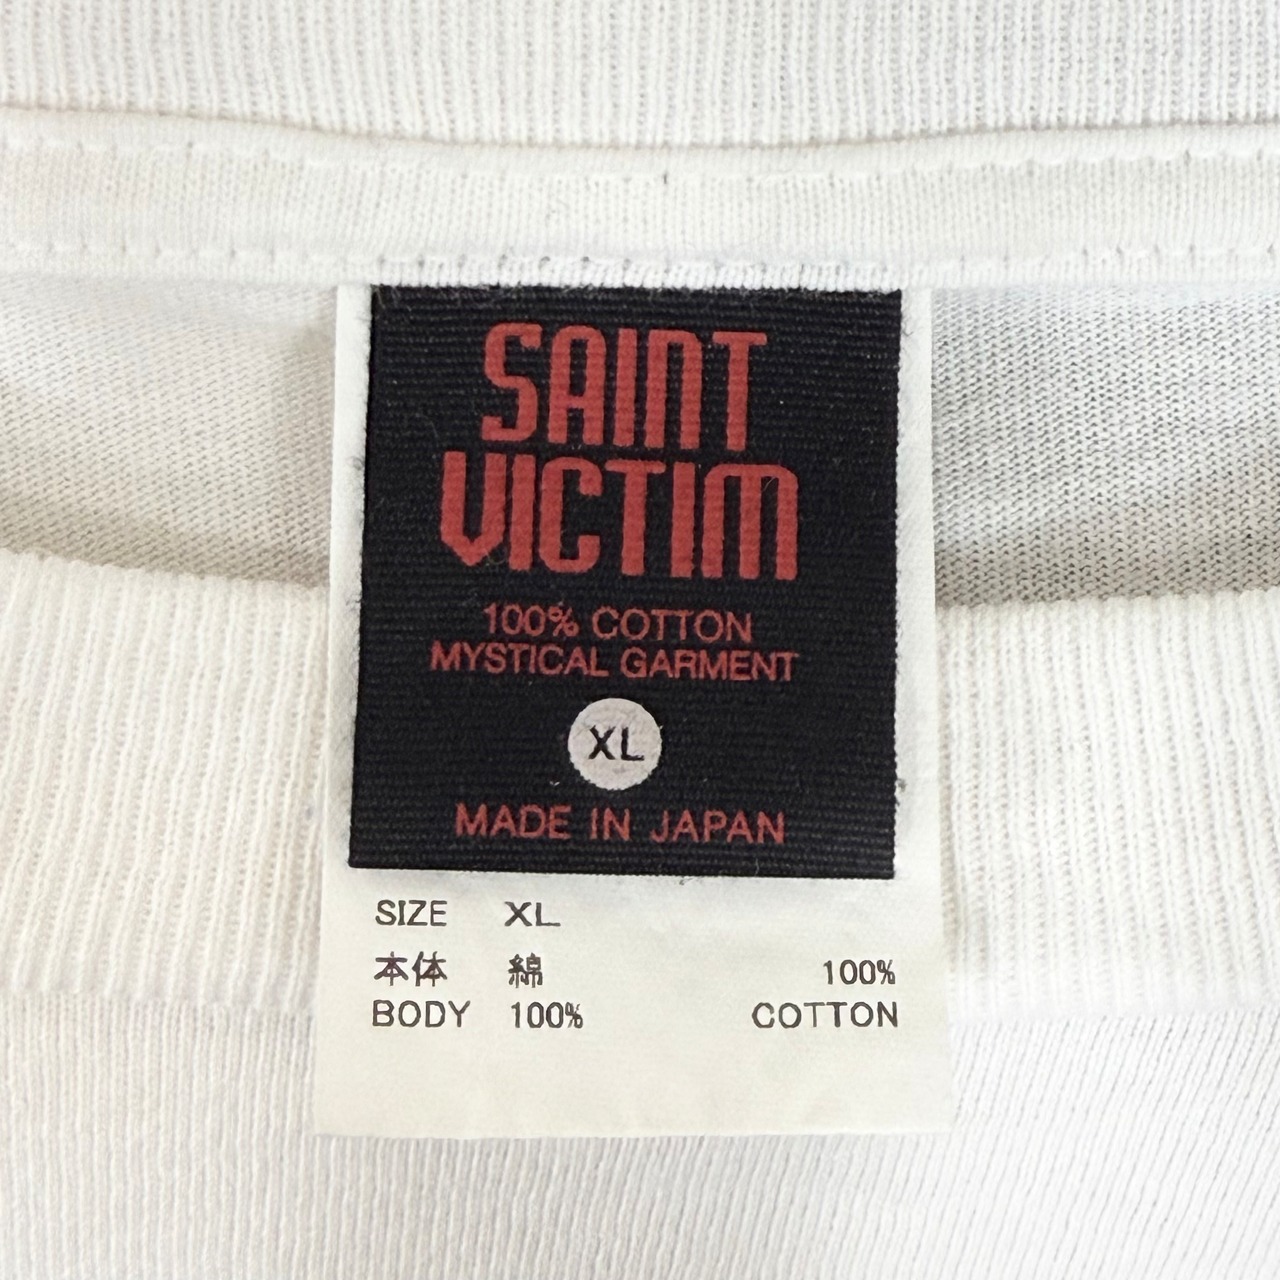 SAINT
VICTIM
100% COTTON
MYSTICAL GARMENT
XL
MADE IN JAPAN
SIZE XL
本体 綿 100%
BODY 100% COTTON